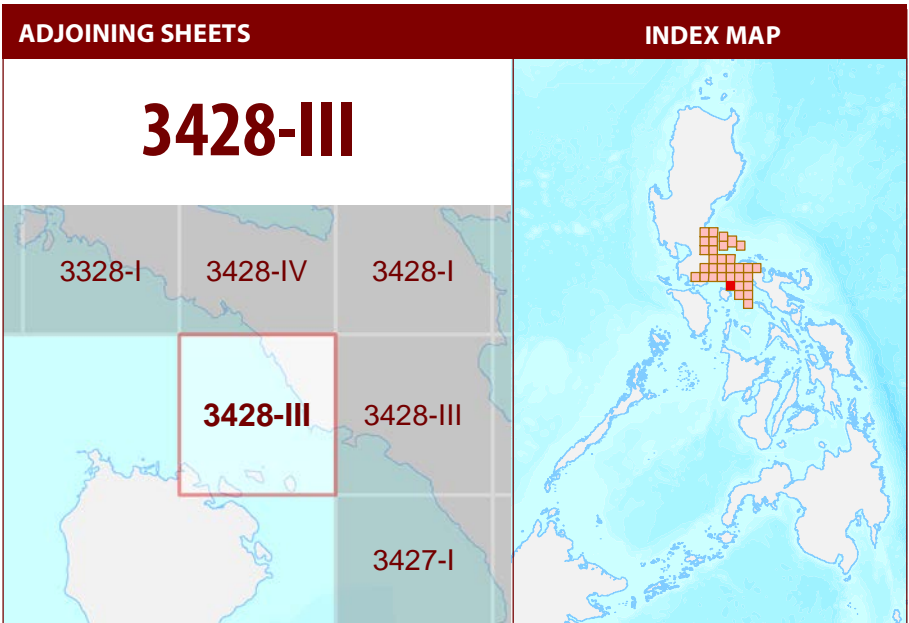 ADJOINING SHEETS
INDEX MAP
3428-III
3328-I
3428-IV
3428-I
3428-III
3428-III
3427-I